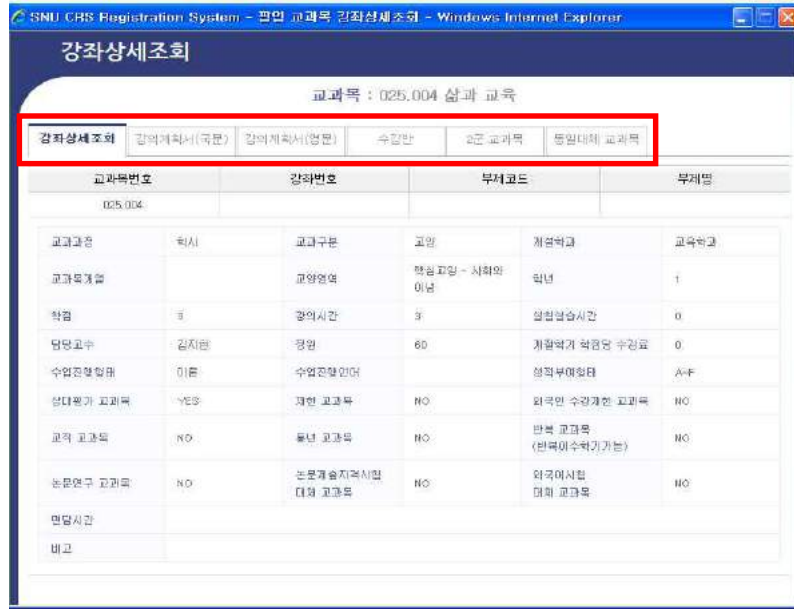 SNU CRS Registration System - 팝업 교과목 강좌상세조회 - Windows Internet Explorer
강좌상세조회
교과목 : 025.004 삶과 교육
강좌상세조회 강의계획서(국문) 강의계획서(영문) 수강반 2군 교과목 동일대체 교과목
교과목번호 강좌번호 부제코드 부제명
025.004
교과과정 학사 교과구분 교양 개설학과 교육학과
교과목계열 교양영역 핵심교양 - 사회와 이념 학년 1
학점 3 강의시간 3 실험실습시간 0
담당교수 김지현 정원 60 계절학기 학점당 수강료 0
수업진행형태 이론 수업진행언어 성적부여형태 A~F
상대평가 교과목 YES 제한 교과목 NO 외국인 수강제한 교과목 NO
교직 교과목 NO 통년 교과목 NO 반복 교과목 (반복이수학기가능) NO
논문연구 교과목 NO 논문제출자격시험 대체 교과목 NO 외국어시험 대체 교과목 NO
면담시간
비고